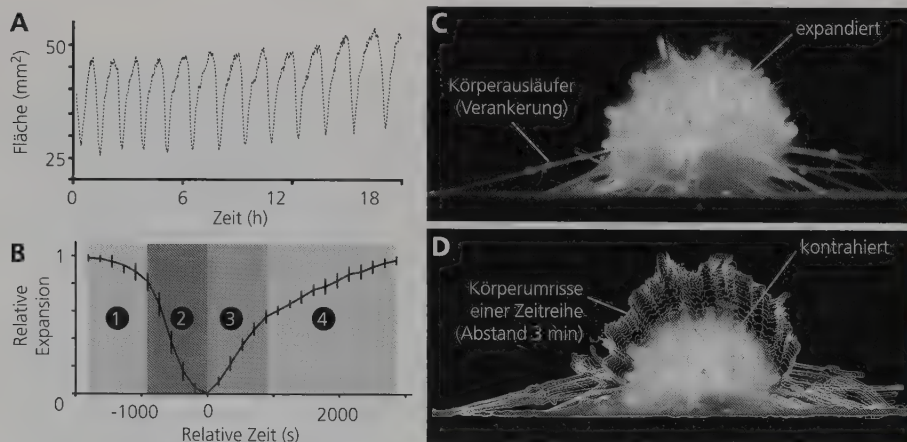 A
Fläche (mm²)
50
25
0
6
12
18
Zeit (h)
B
Relative
Expansion
1
0
1
2
3
4
-1000
0
2000
Relative Zeit (s)
C
expandiert
Körperausläufer
(Verankerung)
D
kontrahiert
Körperumrisse
einer Zeitreihe
(Abstand 3 min)